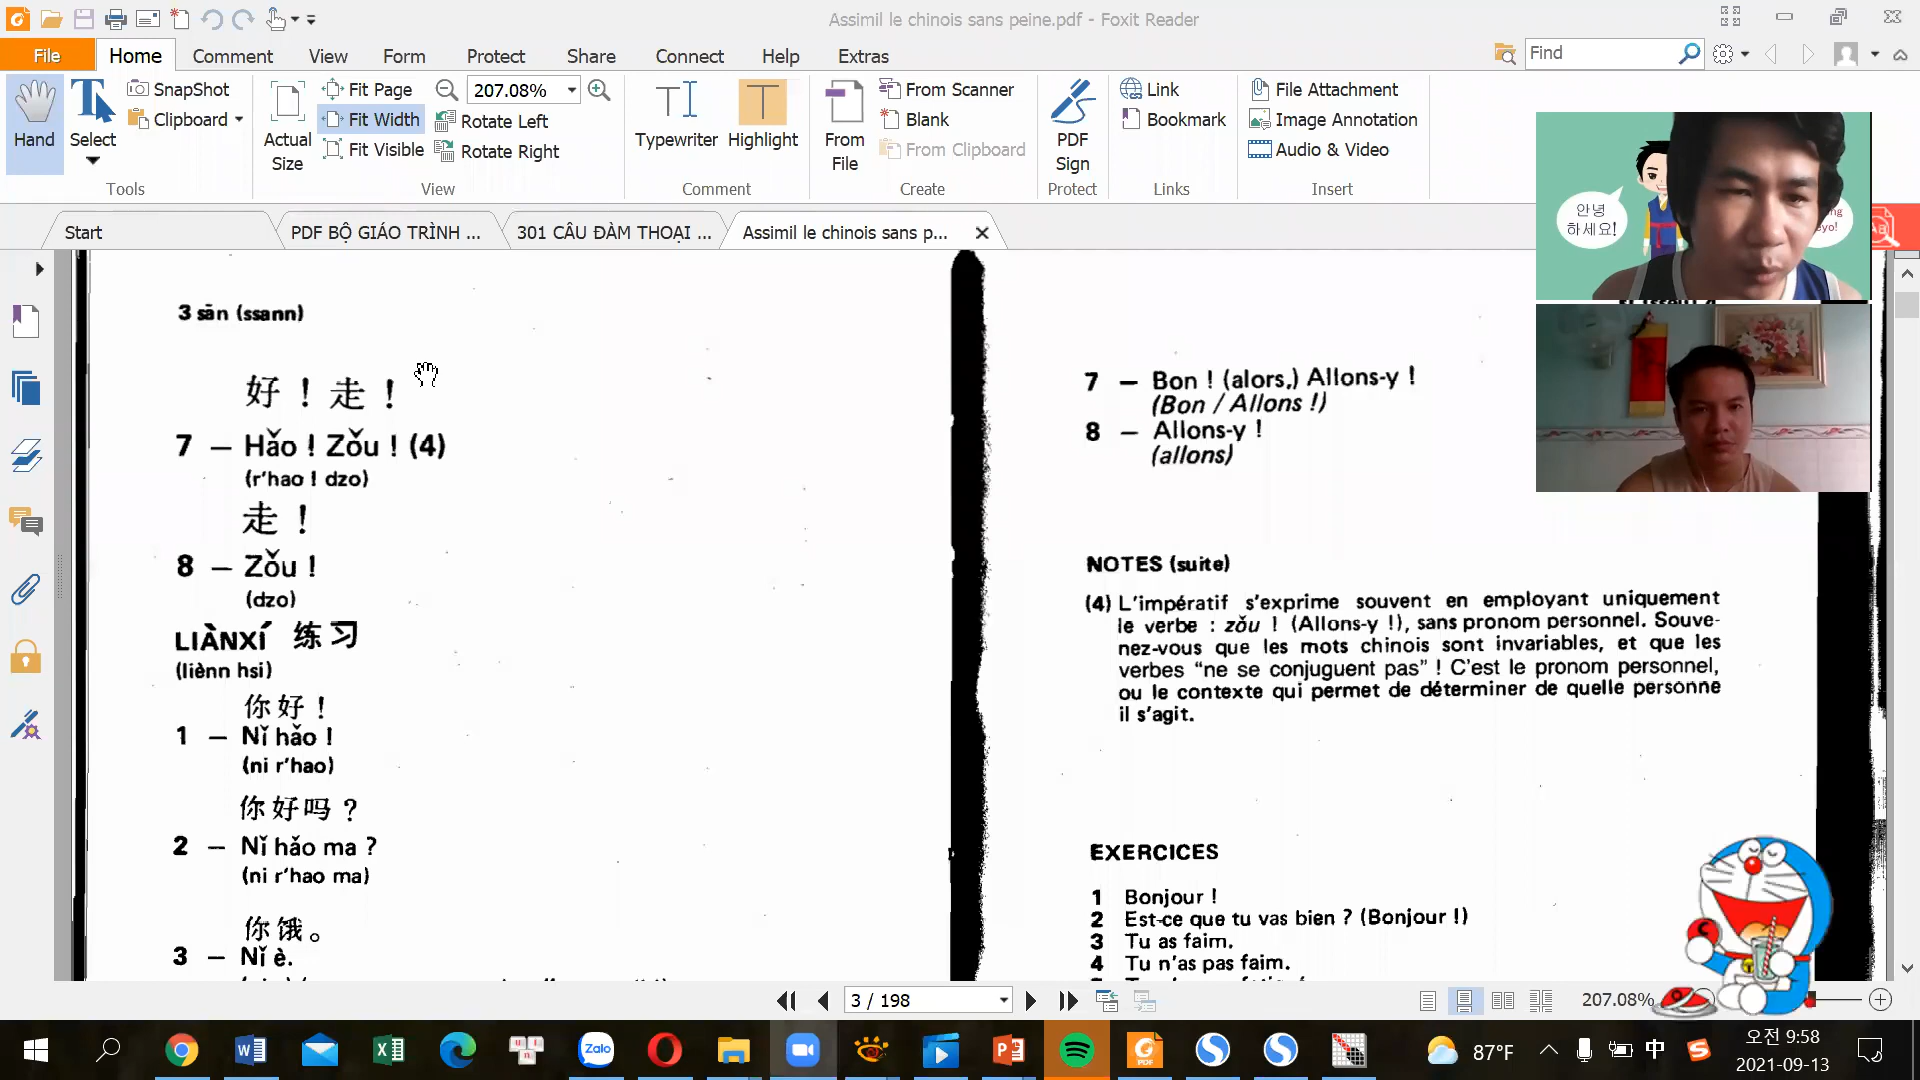 Assimil le chinois sans peine.pdf - Foxit Reader
File Home Comment View Form Protect Share Connect Help Extras
Find
Hand
Select
SnapShot
Clipboard
Tools
Actual Size
Fit Page
Fit Width
Fit Visible
207.08%
Rotate Left
Rotate Right
View
Typewriter
Highlight
Comment
From File
From Scanner
Blank
From Clipboard
Create
PDF Sign
Protect
Link
Bookmark
Links
File Attachment
Image Annotation
Audio & Video
Insert
Start
PDF BỘ GIÁO TRÌNH ...
301 CÂU ĐÀM THOẠI ...
Assimil le chinois sans p...
안녕
하세요!
3 sān (ssann)
好！走！
7 — Hǎo ! Zǒu ! (4)
(r'hao ! dzo)
走！
8 — Zǒu !
(dzo)
LIÀNXÍ 练习
(liènn hsi)
你好！
1 — Nǐ hǎo !
(ni r'hao)
你好吗？
2 — Nǐ hǎo ma ?
(ni r'hao ma)
你饿。
3 — Nǐ è.
7 — Bon ! (alors,) Allons-y !
(Bon / Allons !)
8 — Allons-y !
(allons)
NOTES (suite)
(4) L'impératif s'exprime souvent en employant uniquement
le verbe : zǒu ! (Allons-y !), sans pronom personnel. Souve-
nez-vous que les mots chinois sont invariables, et que les
verbes "ne se conjuguent pas" ! C'est le pronom personnel,
ou le contexte qui permet de déterminer de quelle personne
il s'agit.
EXERCICES
1 Bonjour !
2 Est-ce que tu vas bien ? (Bonjour !)
3 Tu as faim.
4 Tu n'as pas faim.
3 / 198
207.08%
Zalo
87°F
中
오전 9:58
2021-09-13